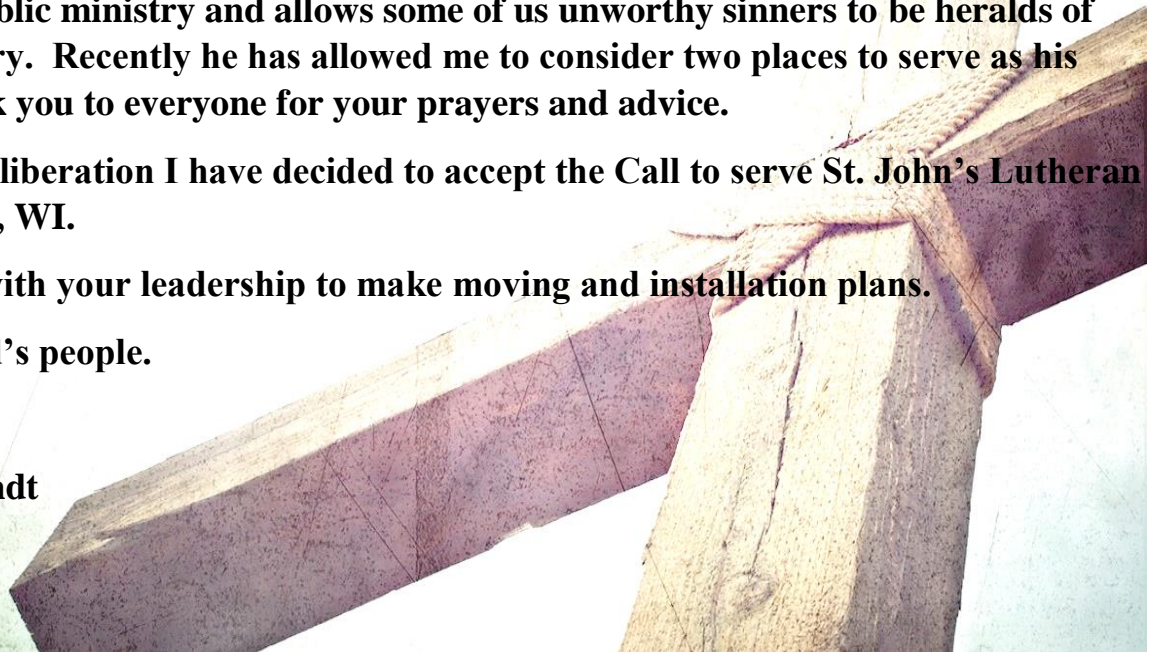 blic ministry and allows some of us unworthy sinners to be heralds of
ry.  Recently he has allowed me to consider two places to serve as his
k you to everyone for your prayers and advice.
liberation I have decided to accept the Call to serve St. John’s Lutheran
, WI.
vith your leadership to make moving and installation plans.
l’s people.
ndt